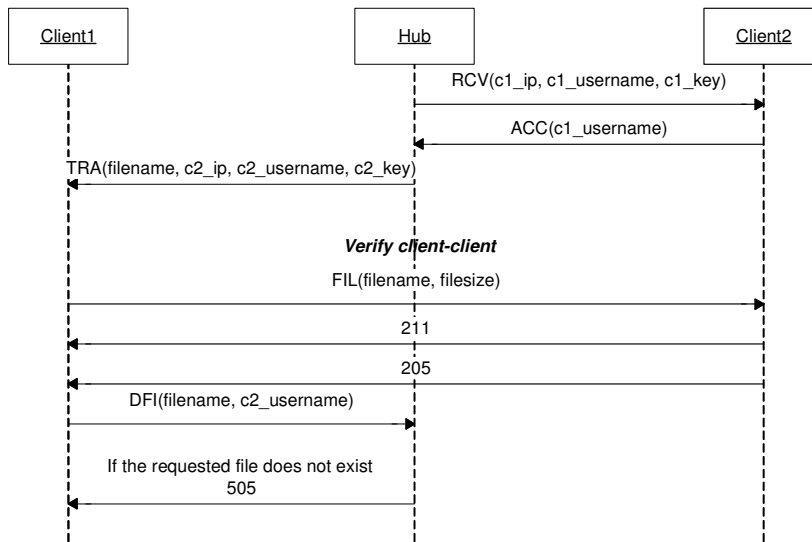 Client1
Hub
Client2
RCV(c1_ip, c1_username, c1_key)
ACC(c1_username)
TRA(filename, c2_ip, c2_username, c2_key)
Verify client-client
FIL(filename, filesize)
211
205
DFI(filename, c2_username)
If the requested file does not exist
505